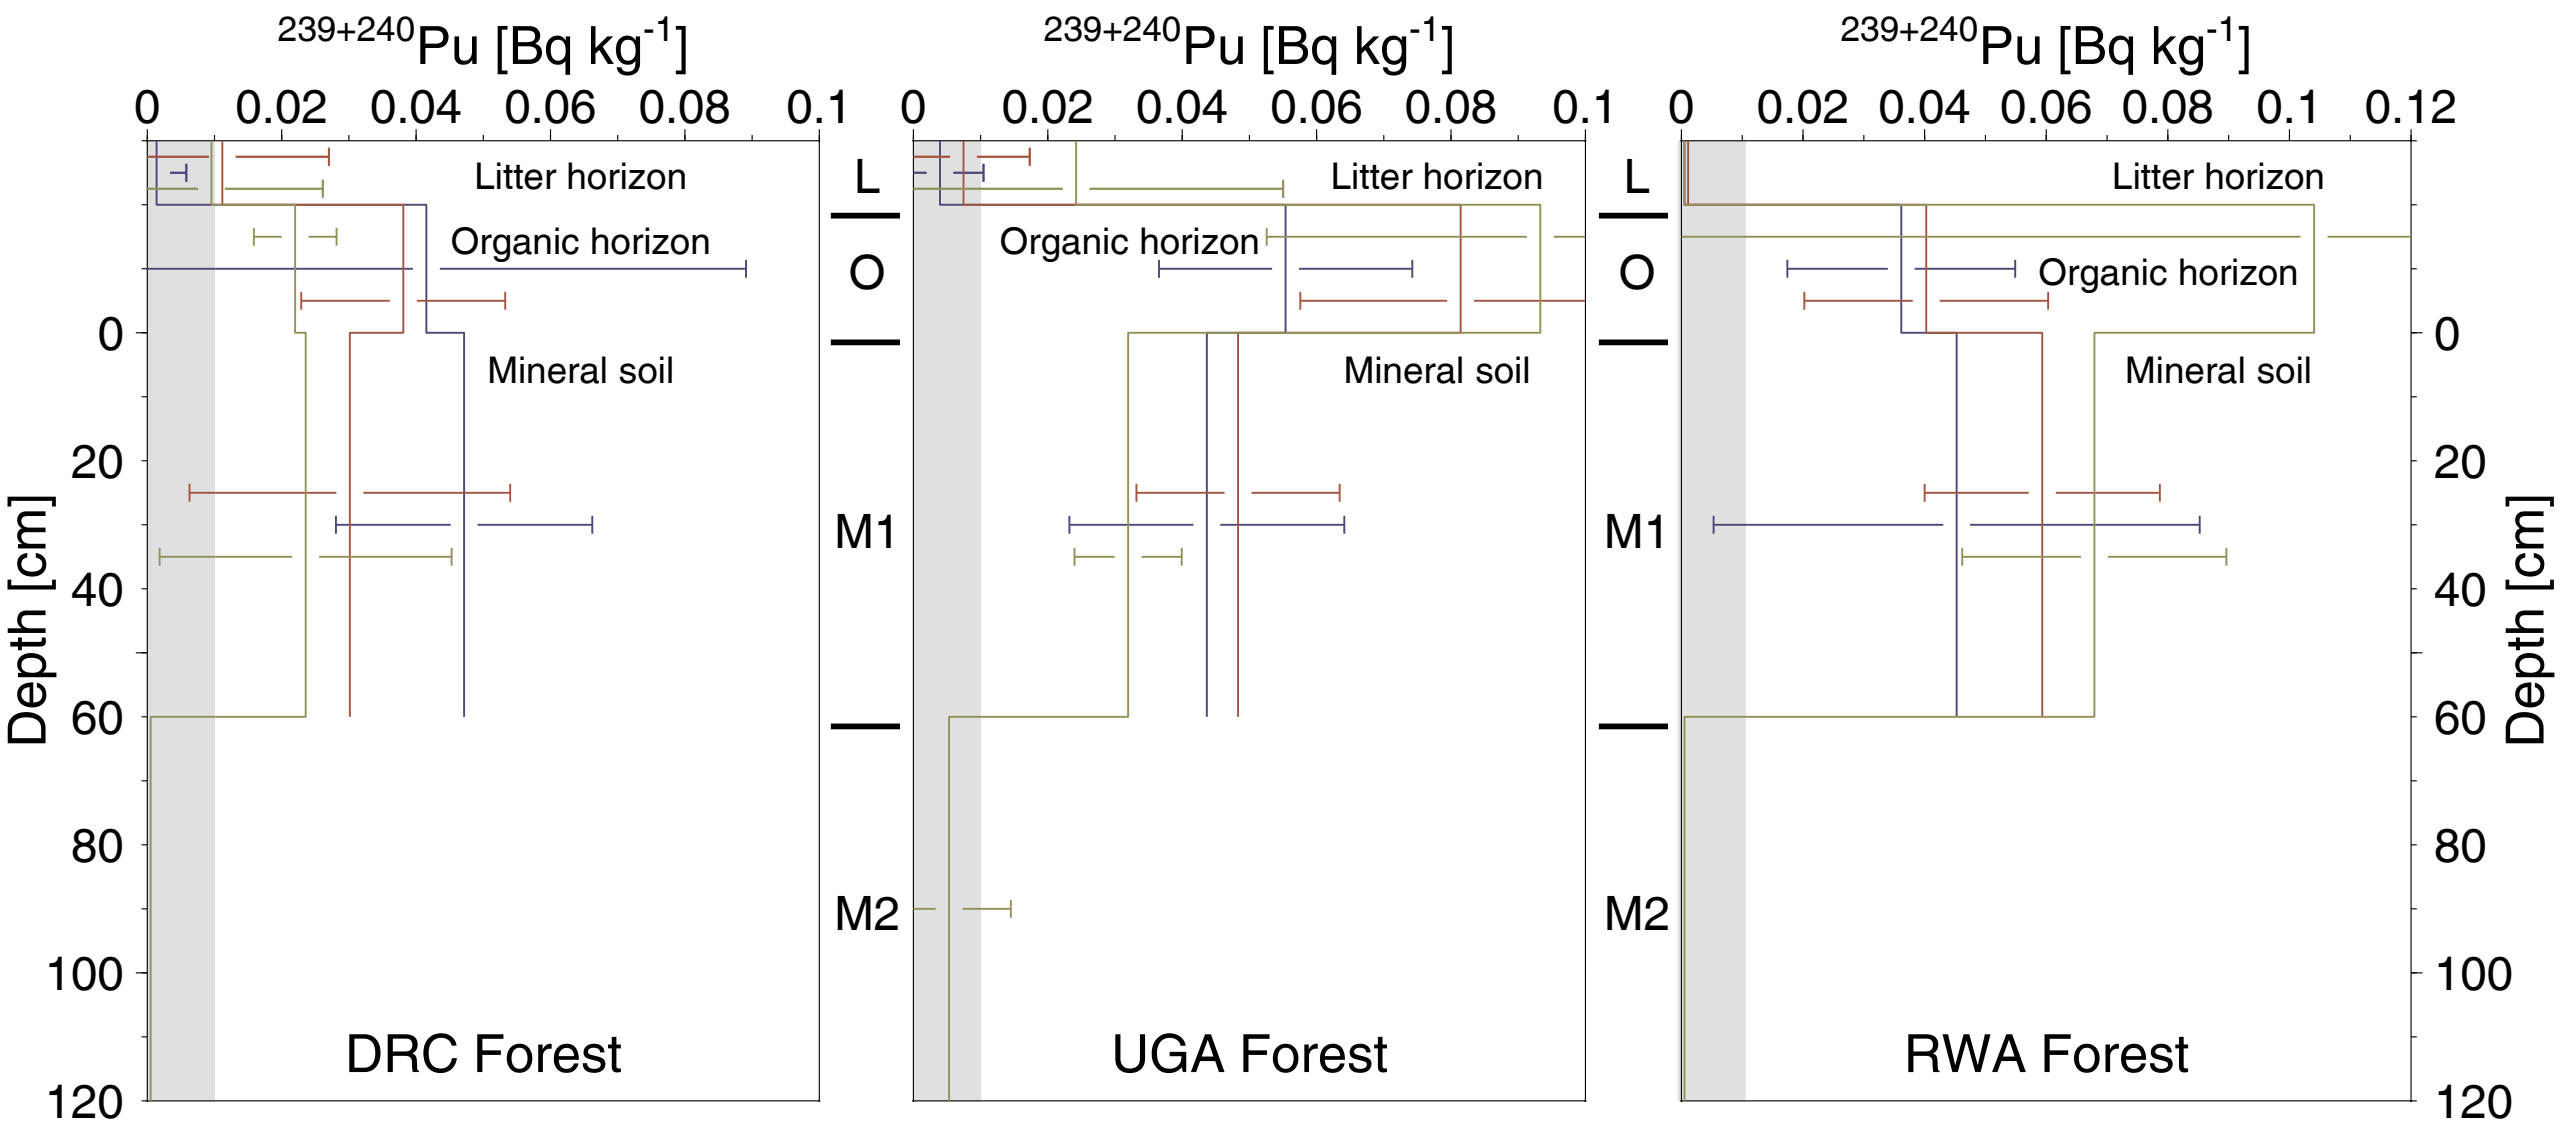 239+240Pu [Bq kg-1] 239+240Pu [Bq kg-1] 239+240Pu [Bq kg-1]
0 0.02 0.04 0.06 0.08 0.1 0 0.02 0.04 0.06 0.08 0.1 0 0.02 0.04 0.06 0.08 0.1 0.12
Litter horizon L Litter horizon L Litter horizon
Organic horizon Organic horizon
O O Organic horizon
0 0
Mineral soil Mineral soil Mineral soil
20 20
M1 M1
40 40
Depth [cm] Depth [cm]
60 60
80 80
M2 M2
100 100
DRC Forest UGA Forest RWA Forest
120 120